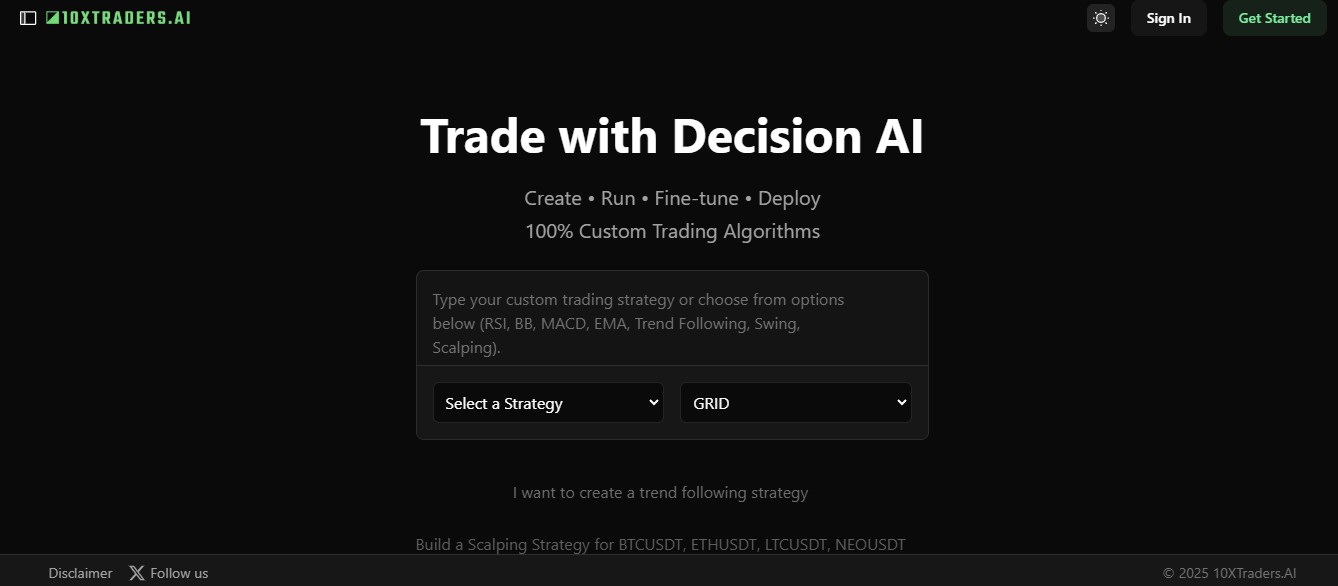 10XTRADERS.AI
Sign In
Get Started
Trade with Decision AI
Create • Run • Fine-tune • Deploy
100% Custom Trading Algorithms
Type your custom trading strategy or choose from options
below (RSI, BB, MACD, EMA, Trend Following, Swing,
Scalping).
Select a Strategy
GRID
I want to create a trend following strategy
Build a Scalping Strategy for BTCUSDT, ETHUSDT, LTCUSDT, NEOUSDT
Disclaimer
Follow us
© 2025 10XTraders.AI